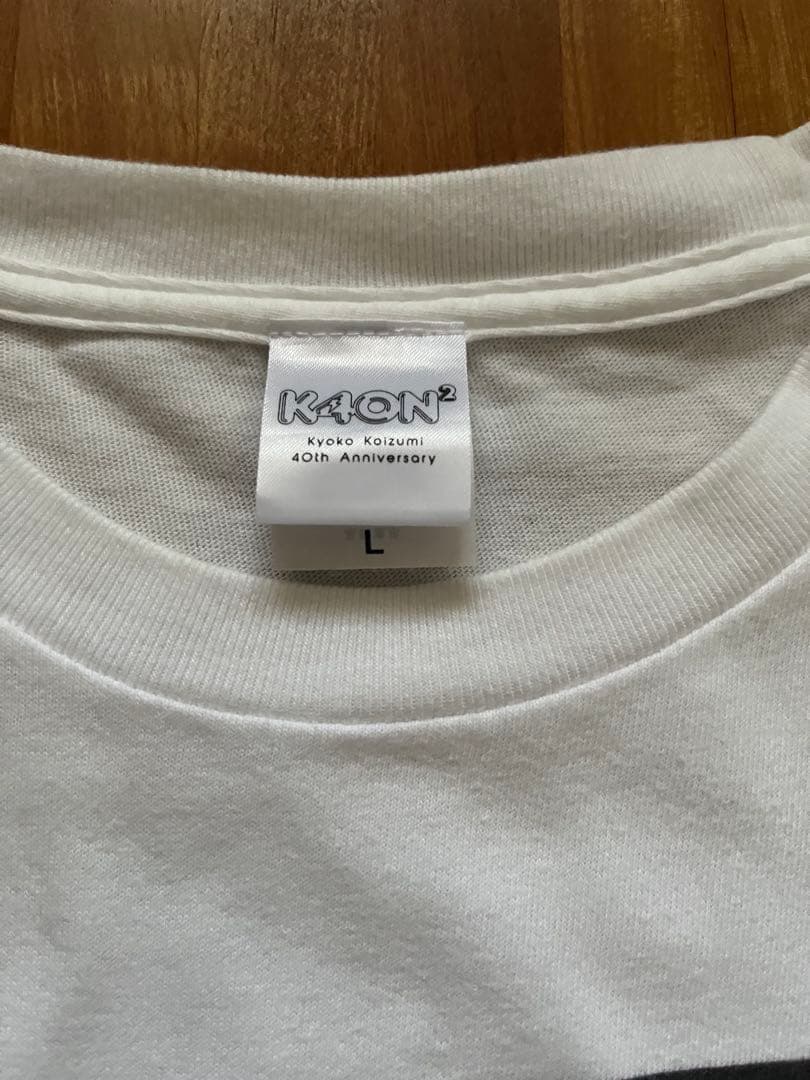 K4ON²
Kyoko Koizumi
40th Anniversary
L